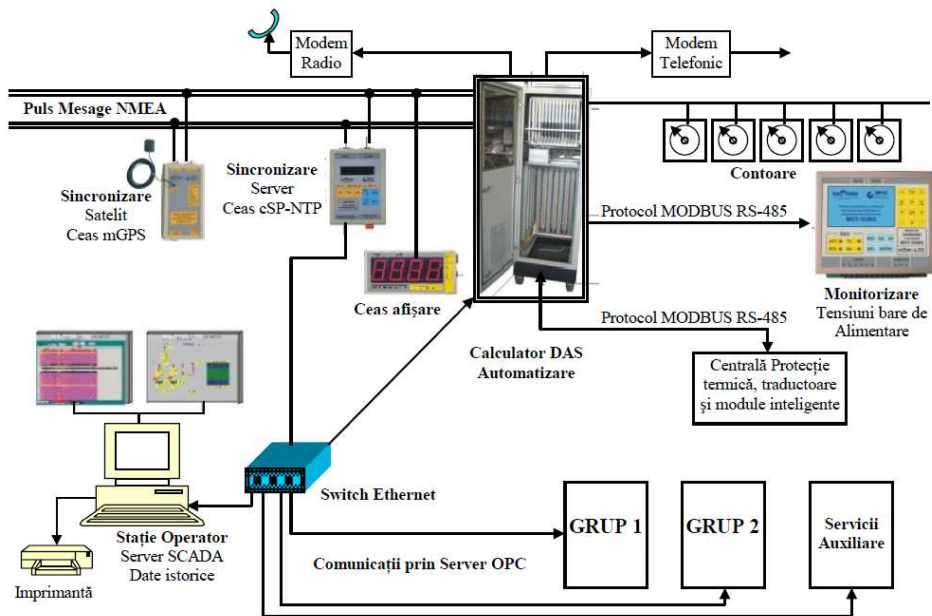 Modem
Radio
Modem
Telefonic
Puls Mesage NMEA
Sincronizare
Satelit
Ceas mGPS
Sincronizare
Server
Ceas cSP-NTP
Contoare
Protocol MODBUS RS-485
Ceas afișare
Monitorizare
Tensiuni bare de
Alimentare
Protocol MODBUS RS-485
Calculator DAS
Automatizare
Centrală Protecție
termică, traductoare
și module inteligente
Switch Ethernet
GRUP 1
GRUP 2
Servicii
Auxiliare
Stație Operator
Server SCADA
Date istorice
Comunicații prin Server OPC
Imprimantă